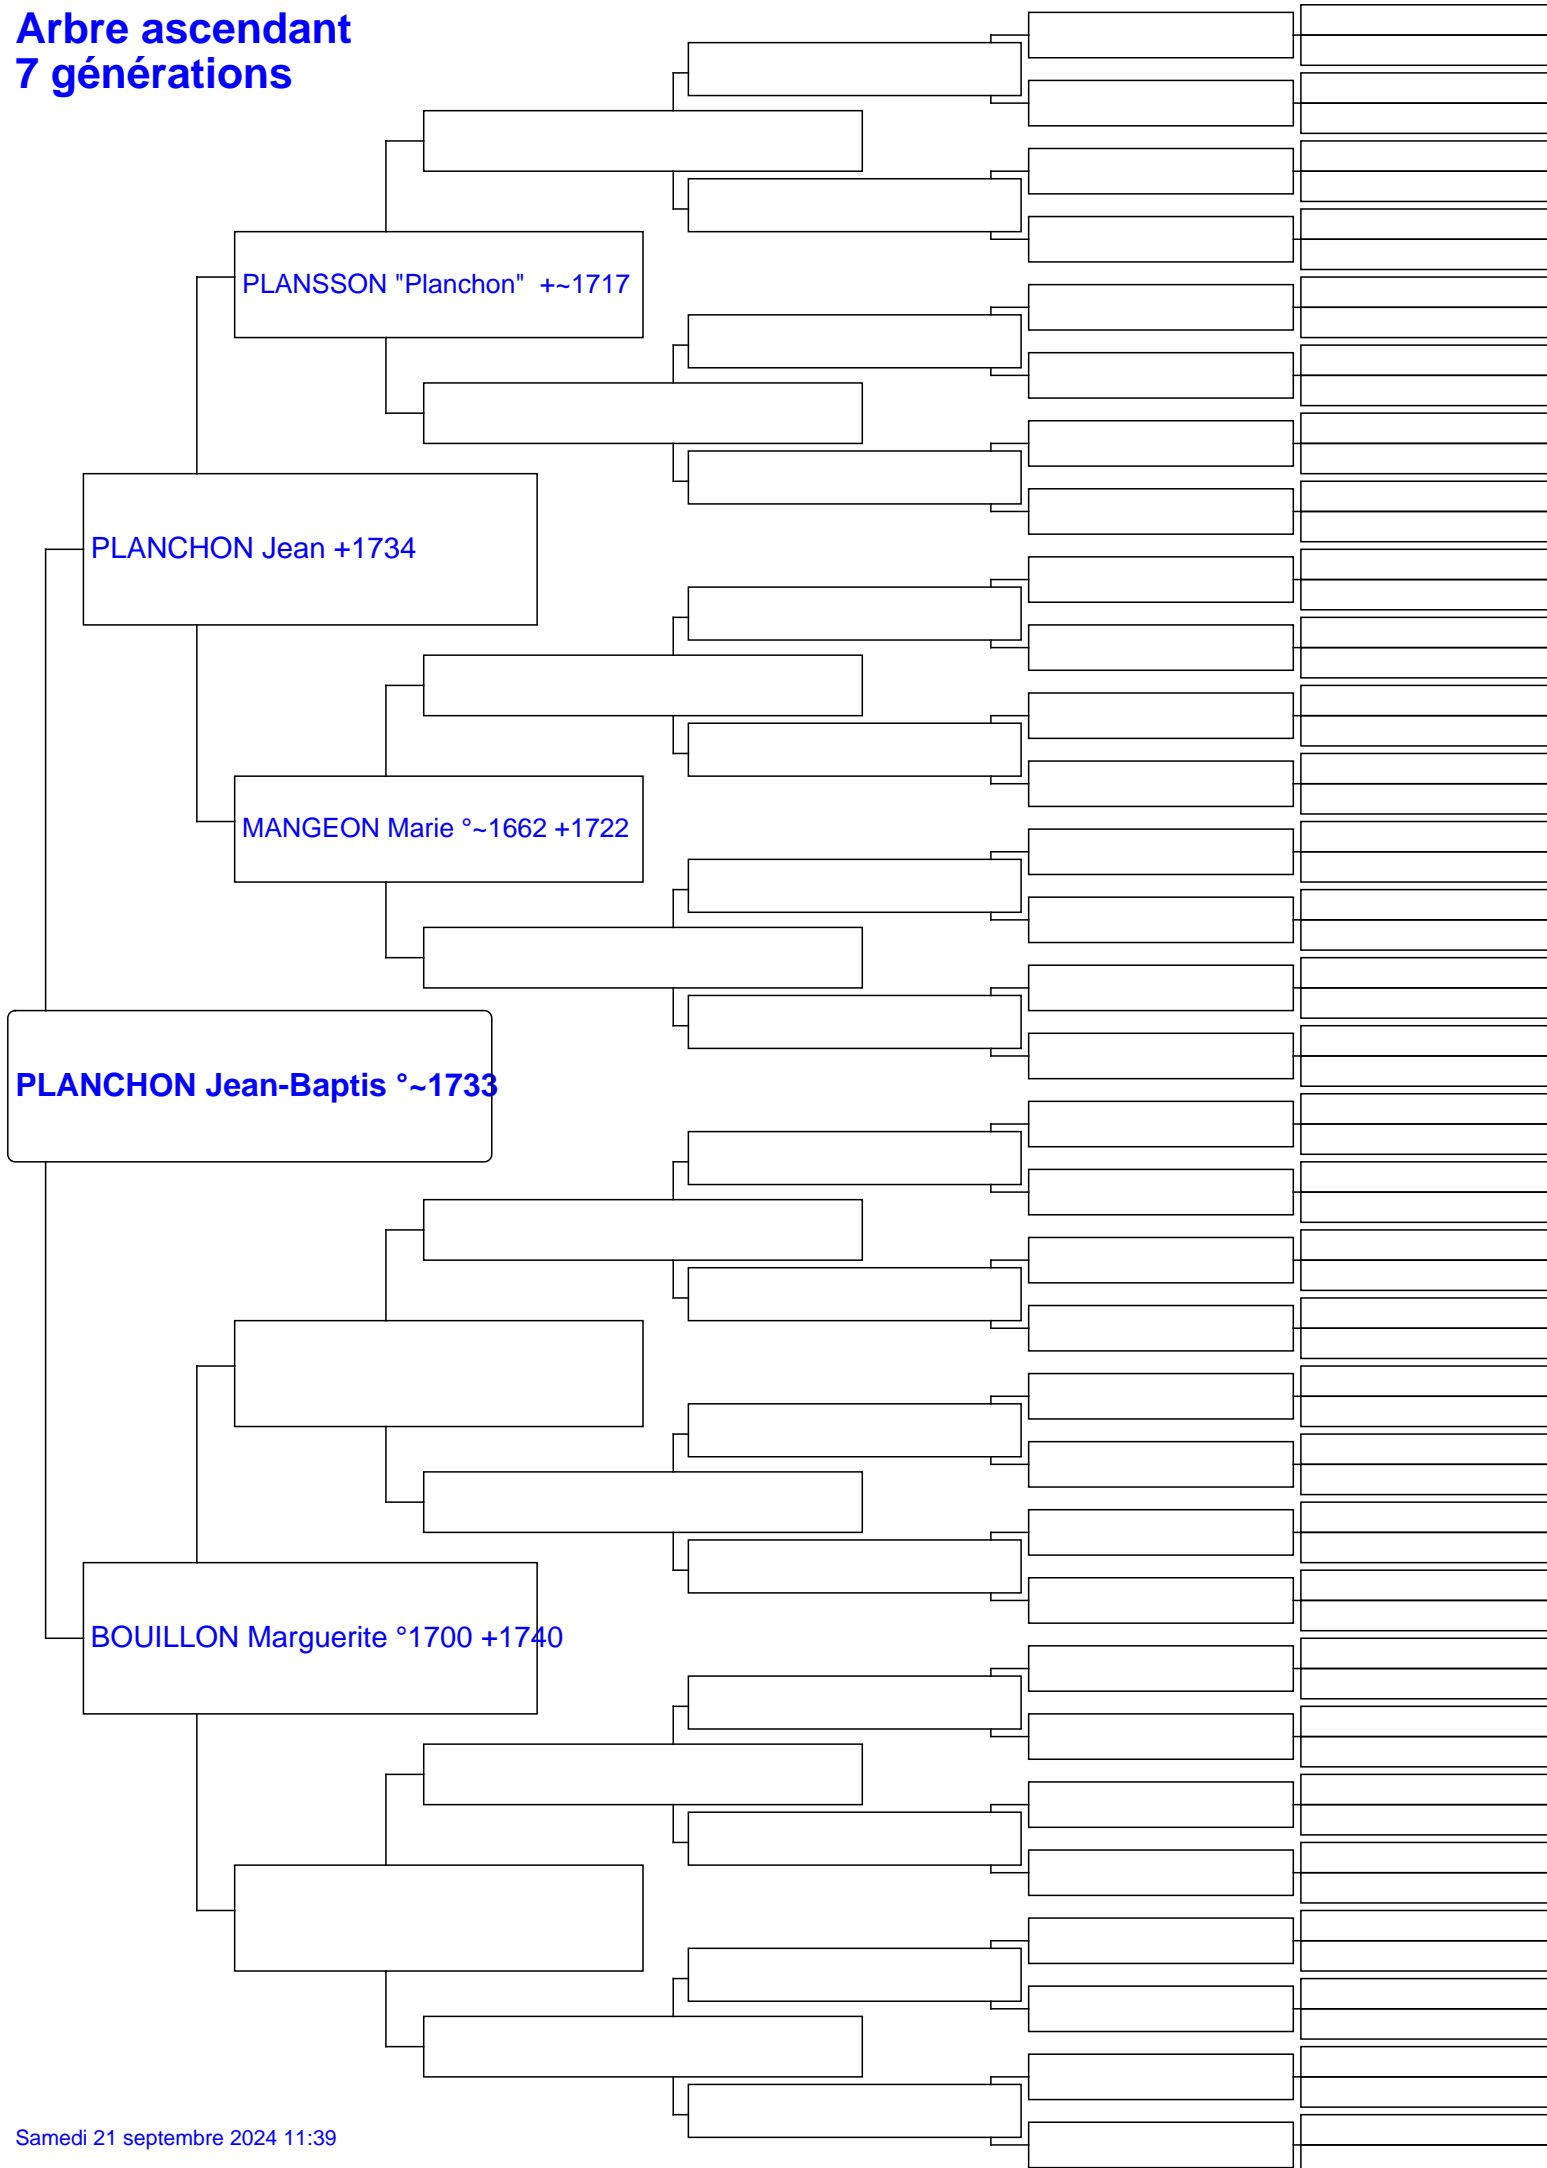 Arbre ascendant
7 générations
PLANSSON "Planchon"  +~1717
PLANCHON Jean +1734
MANGEON Marie °~1662 +1722
PLANCHON Jean-Baptis °~1733
BOUILLON Marguerite °1700 +1740
Samedi 21 septembre 2024 11:39